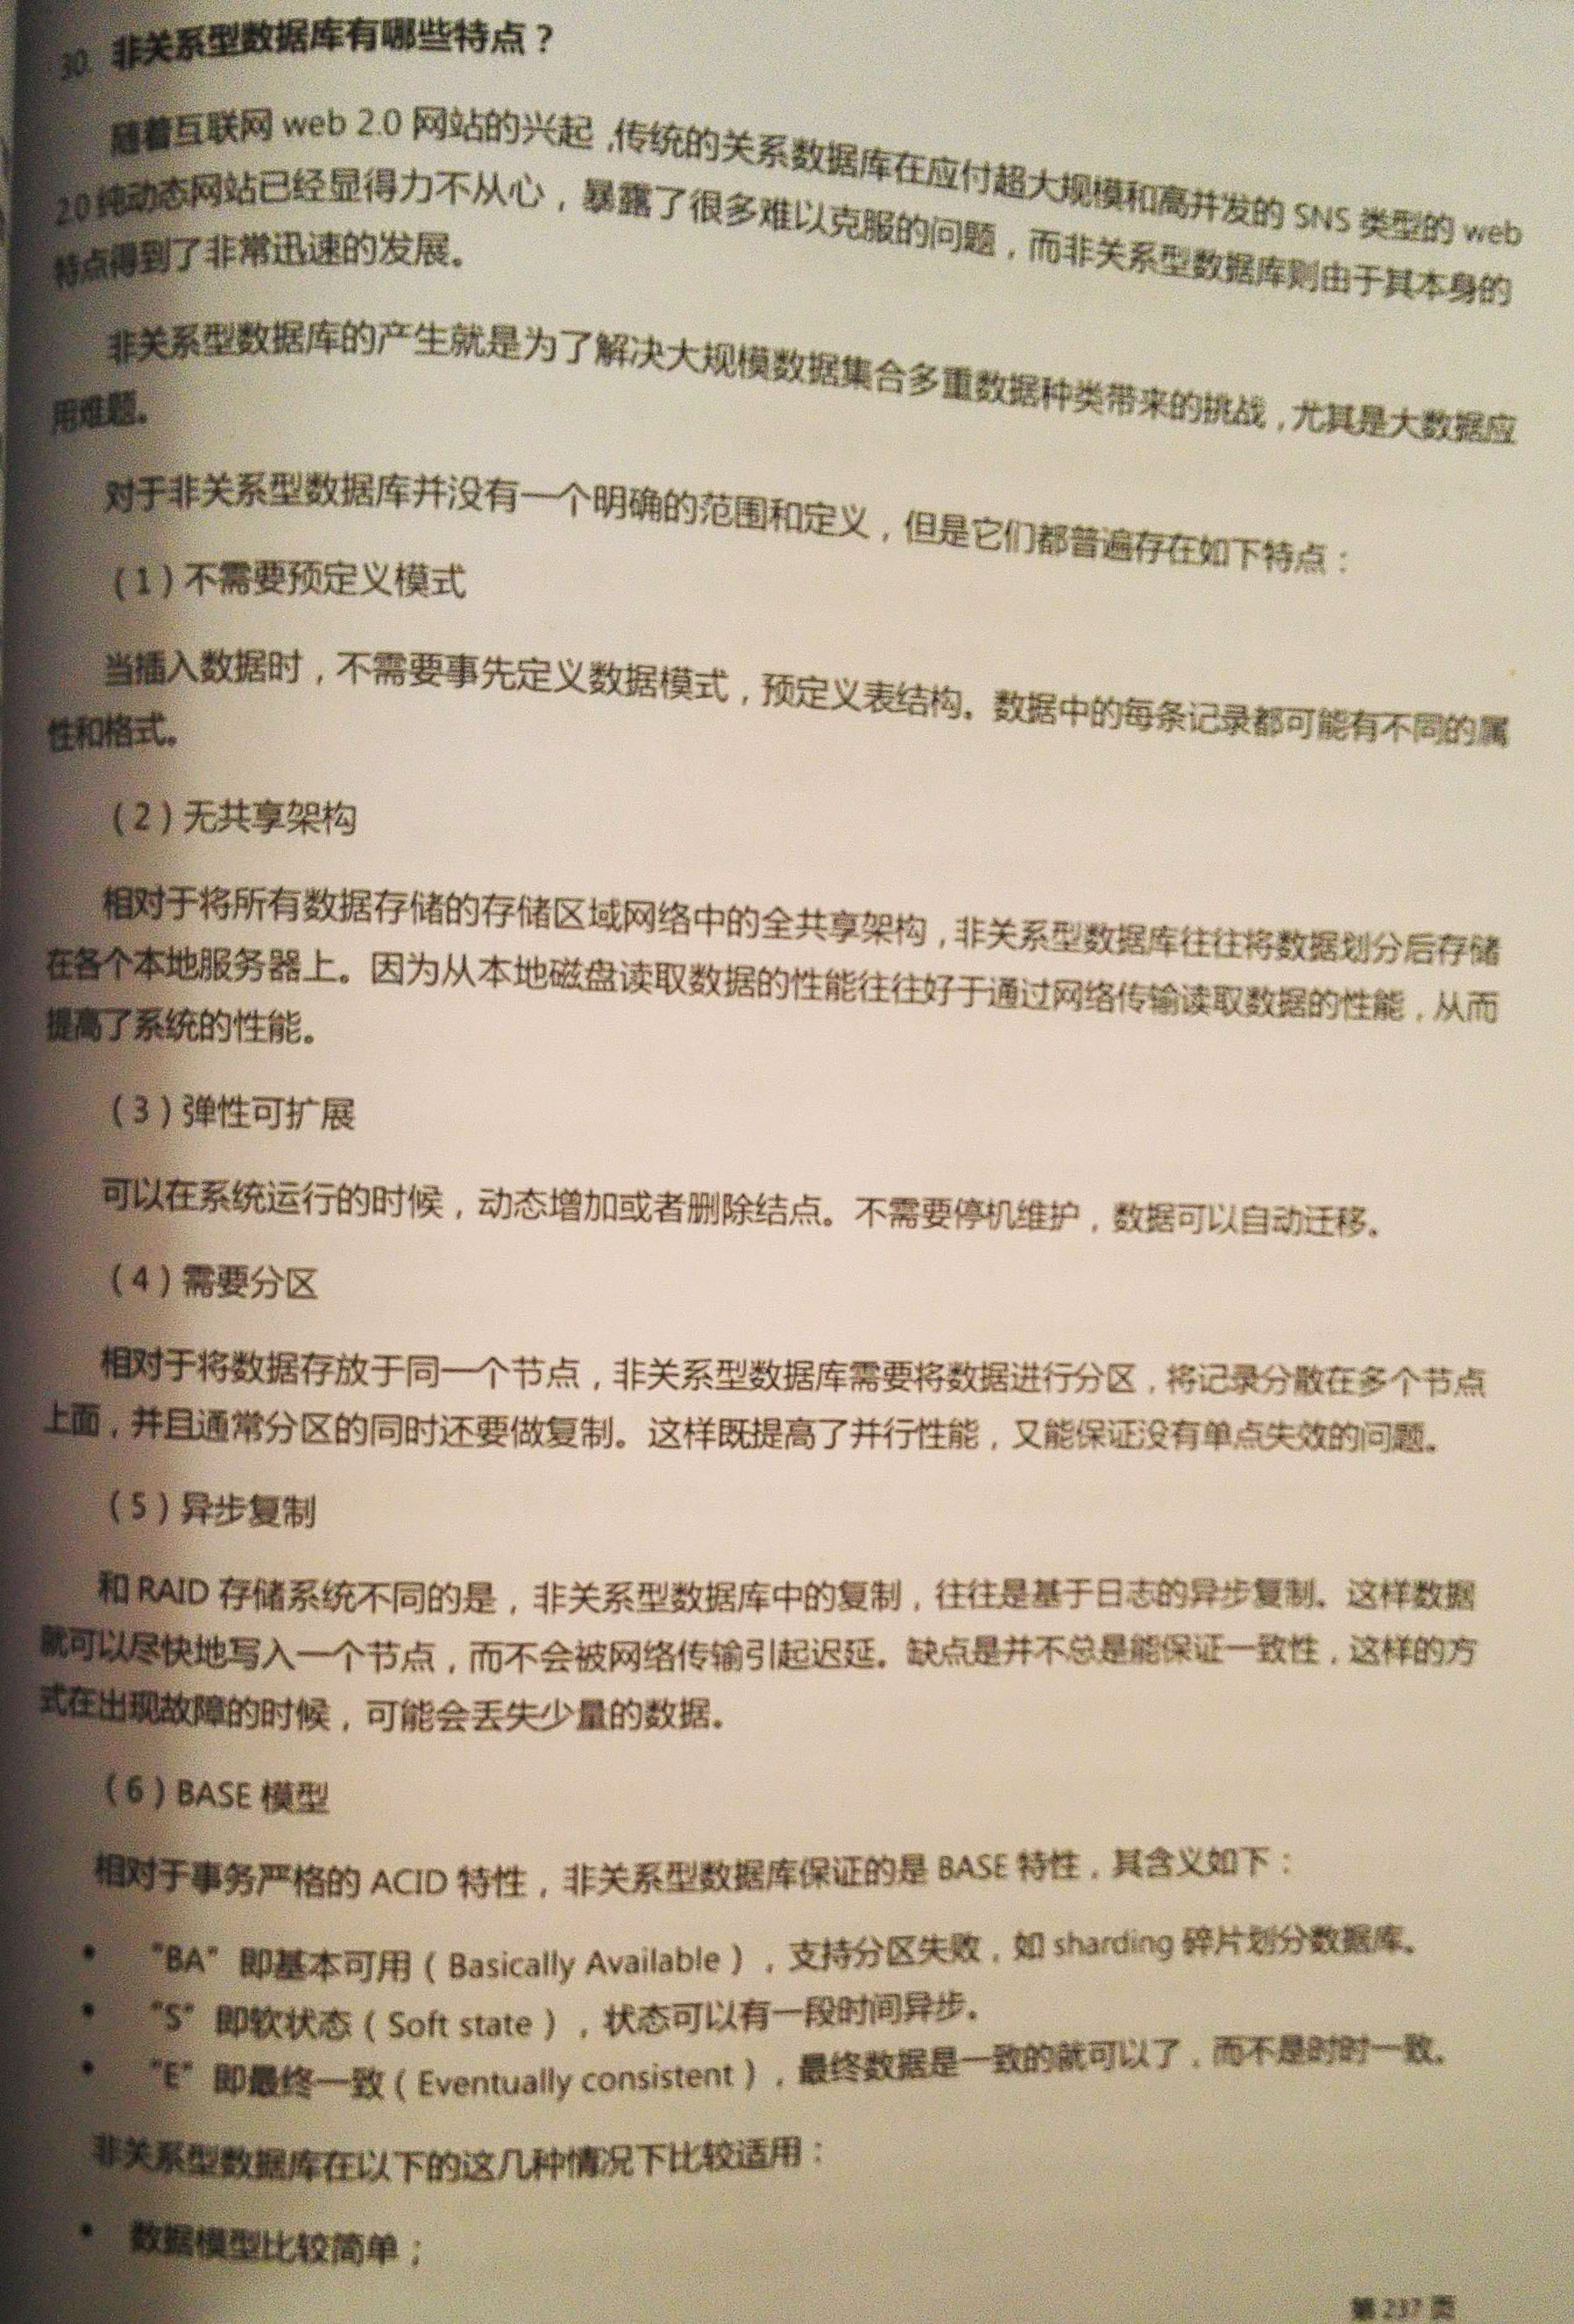 30. 非关系型数据库有哪些特点？
随着互联网 web 2.0 网站的兴起，传统的关系数据库在应付超大规模和高并发的 SNS 类型的 web
2.0 纯动态网站已经显得力不从心，暴露了很多难以克服的问题，而非关系型数据库则由于其本身的
特点得到了非常迅速的发展。
非关系型数据库的产生就是为了解决大规模数据集合多重数据种类带来的挑战，尤其是大数据应
用难题。
对于非关系型数据库并没有一个明确的范围和定义，但是它们都普遍存在如下特点：
（1）不需要预定义模式
当插入数据时，不需要事先定义数据模式，预定义表结构。数据中的每条记录都可能有不同的属
性和格式。
（2）无共享架构
相对于将所有数据存储的存储区域网络中的全共享架构，非关系型数据库往往将数据划分后存储
在各个本地服务器上。因为从本地磁盘读取数据的性能往往好于通过网络传输读取数据的性能，从而
提高了系统的性能。
（3）弹性可扩展
可以在系统运行的时候，动态增加或者删除结点。不需要停机维护，数据可以自动迁移。
（4）需要分区
相对于将数据存放于同一个节点，非关系型数据库需要将数据进行分区，将记录分散在多个节点
上面，并且通常分区的同时还要做复制。这样既提高了并行性能，又能保证没有单点失效的问题。
（5）异步复制
和 RAID 存储系统不同的是，非关系型数据库中的复制，往往是基于日志的异步复制。这样数据
就可以尽快地写入一个节点，而不会被网络传输引起迟延。缺点是并不总是能保证一致性，这样的方
式在出现故障的时候，可能会丢失少量的数据。
（6）BASE 模型
相对于事务严格的 ACID 特性，非关系型数据库保证的是 BASE 特性，其含义如下：
• "BA" 即基本可用（Basically Available），支持分区失败，如 sharding 碎片划分数据库。
• "S" 即软状态（Soft state），状态可以有一段时间异步。
• "E" 即最终一致（Eventually consistent），最终数据是一致的就可以了，而不是时时一致。
非关系型数据库在以下的这几种情况下比较适用：
• 数据模型比较简单；
第 237 页